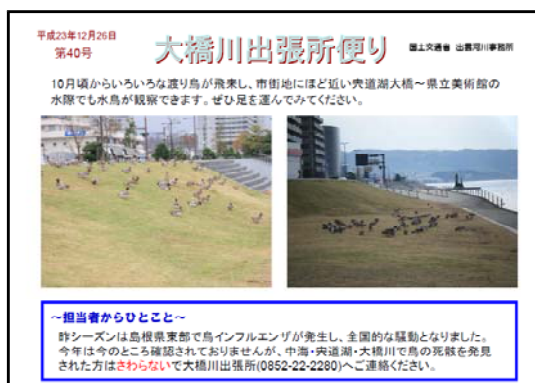 平成23年12月26日
第40号
大橋川出張所便り
国土交通省 出雲河川事務所
10月頃からいろいろな渡り鳥が飛来し、市街地にほど近い宍道湖大橋～県立美術館の
水際でも水鳥が観察できます。ぜひ足を運んでみてください。
～担当者からひとこと～
昨シーズンは島根県東部で鳥インフルエンザが発生し、全国的な騒動となりました。
今年は今のところ確認されておりませんが、中海・宍道湖・大橋川で鳥の死骸を発見
された方はさわらないで大橋川出張所(0852-22-2280)へご連絡ください。